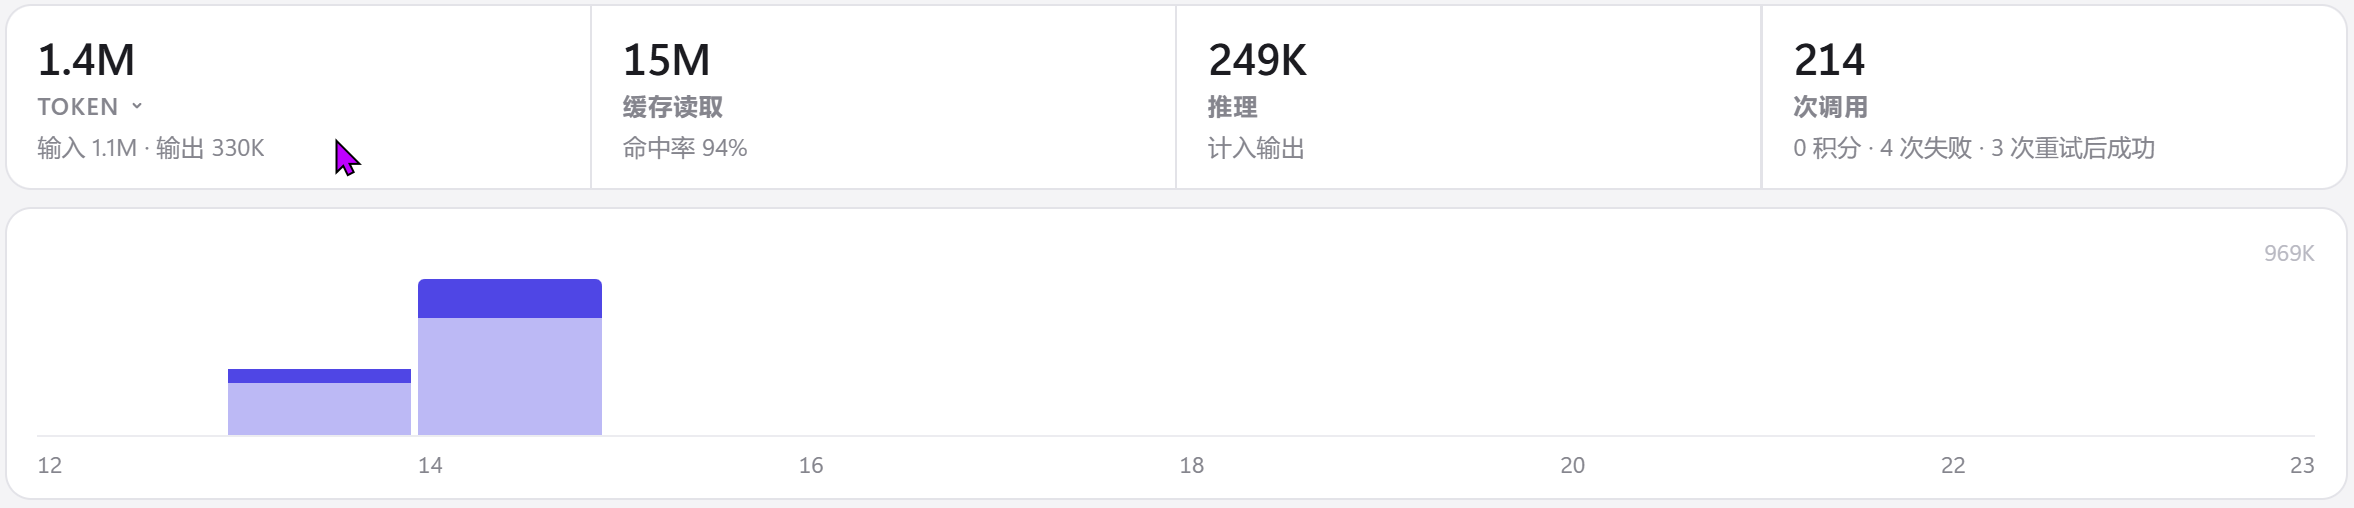 1.4M
TOKEN
输入 1.1M · 输出 330K
15M
缓存读取
命中率 94%
249K
推理
计入输出
214
次调用
0 积分 · 4 次失败 · 3 次重试后成功
969K
12 14 16 18 20 22 23